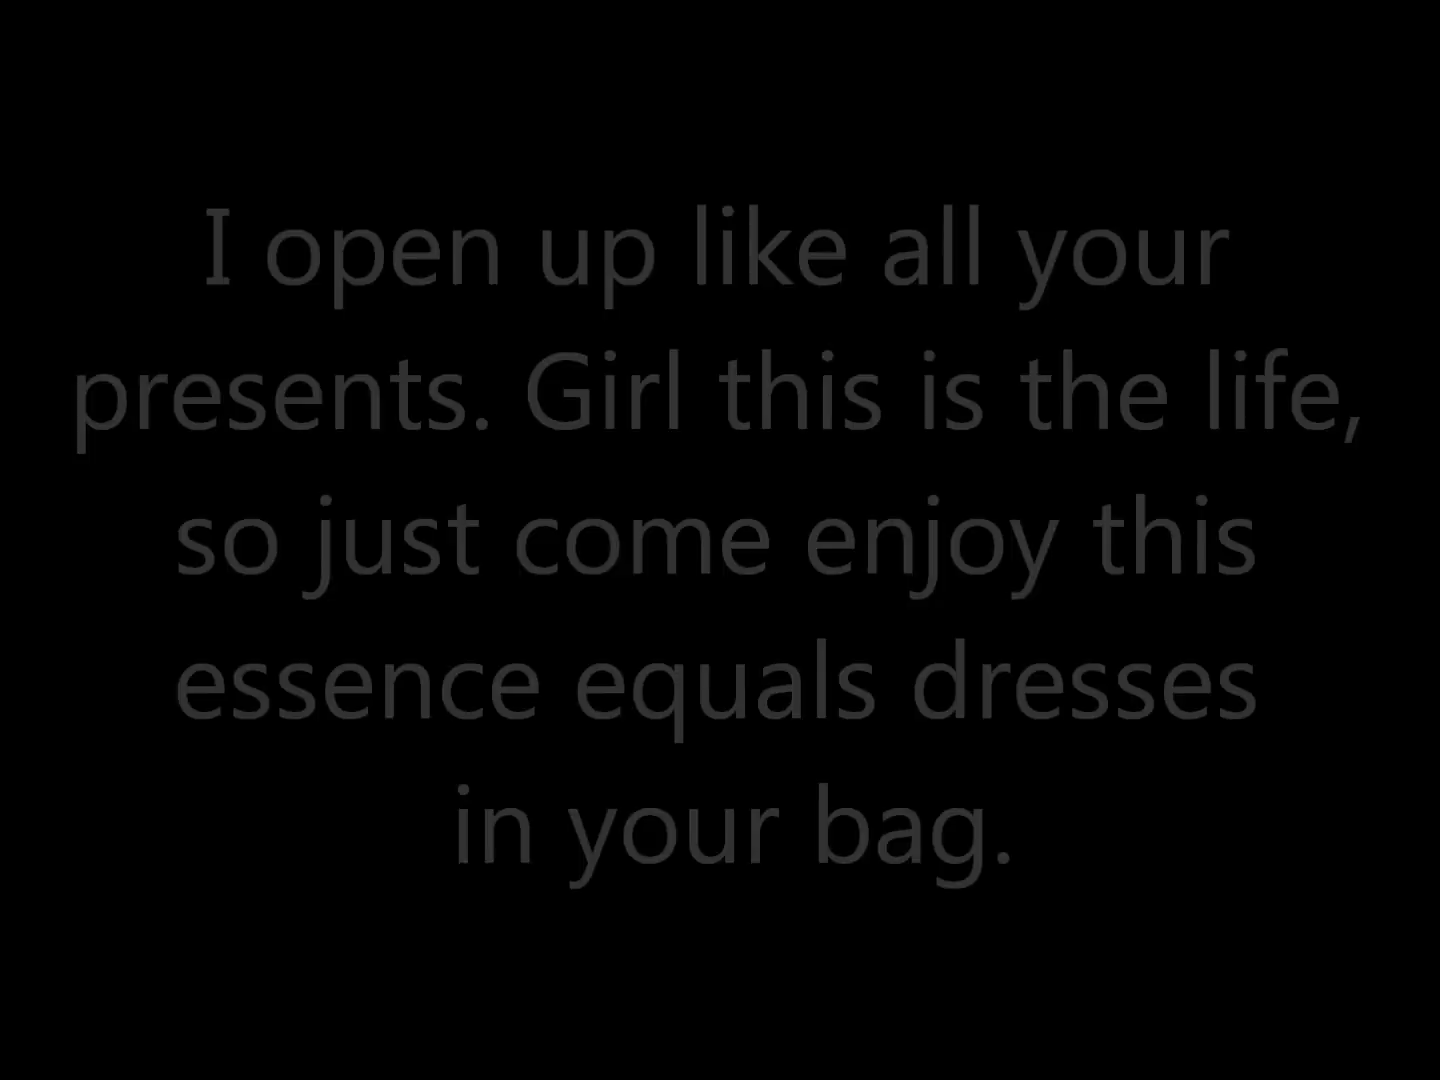 I open up like all your
presents. Girl this is the life,
so just come enjoy this
essence equals dresses
in your bag.